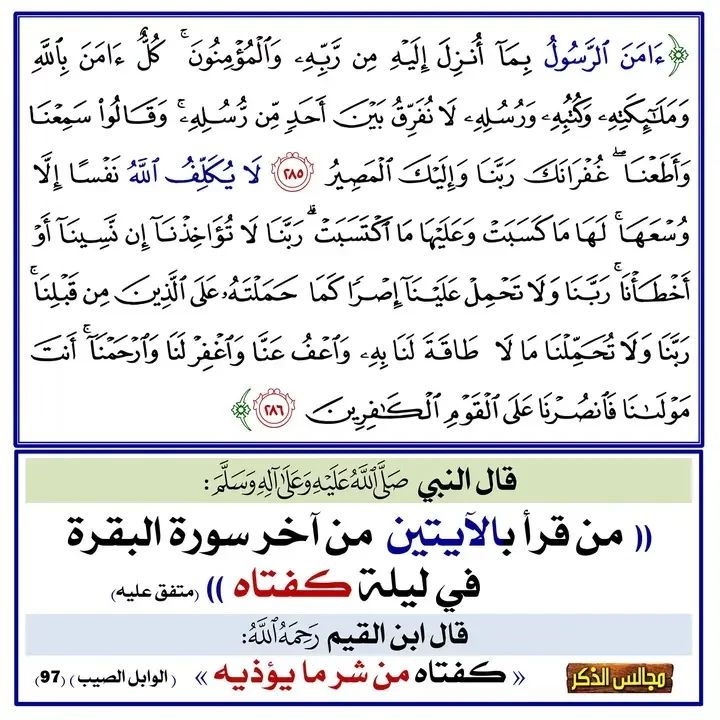 ﴿ ءَامَنَ ٱلرَّسُولُ بِمَآ أُنزِلَ إِلَيْهِ مِن رَّبِّهِۦ وَٱلْمُؤْمِنُونَ ۚ كُلٌّ ءَامَنَ بِٱللَّهِ
وَمَلَـٰٓئِكَتِهِۦ وَكُتُبِهِۦ وَرُسُلِهِۦ لَا نُفَرِّقُ بَيْنَ أَحَدٍ مِّن رُّسُلِهِۦ ۚ وَقَالُوا۟ سَمِعْنَا
وَأَطَعْنَا ۖ غُفْرَانَكَ رَبَّنَا وَإِلَيْكَ ٱلْمَصِيرُ ٢٨٥ لَا يُكَلِّفُ ٱللَّهُ نَفْسًا إِلَّا
وُسْعَهَا ۚ لَهَا مَا كَسَبَتْ وَعَلَيْهَا مَا ٱكْتَسَبَتْ ۗ رَبَّنَا لَا تُؤَاخِذْنَآ إِن نَّسِينَآ أَوْ
أَخْطَأْنَا ۚ رَبَّنَا وَلَا تَحْمِلْ عَلَيْنَآ إِصْرًا كَمَا حَمَلْتَهُۥ عَلَى ٱلَّذِينَ مِن قَبْلِنَا ۚ
رَبَّنَا وَلَا تُحَمِّلْنَا مَا لَا طَاقَةَ لَنَا بِهِۦ ۖ وَٱعْفُ عَنَّا وَٱغْفِرْ لَنَا وَٱرْحَمْنَآ ۚ أَنتَ
مَوْلَىٰنَا فَٱنصُرْنَا عَلَى ٱلْقَوْمِ ٱلْكَـٰفِرِينَ ٢٨٦ ﴾
قال النبي صَلَّى اللَّهُ عَلَيْهِ وَعَلَى آلِهِ وَسَلَّمَ:
(( من قرأ بالآيتين من آخر سورة البقرة
في ليلة كفتاه )) (متفق عليه)
قال ابن القيم رَحِمَهُ اللَّهُ:
« كفتاه من شر ما يؤذيه » (الوابل الصيب) (97)
مجالس الذكر